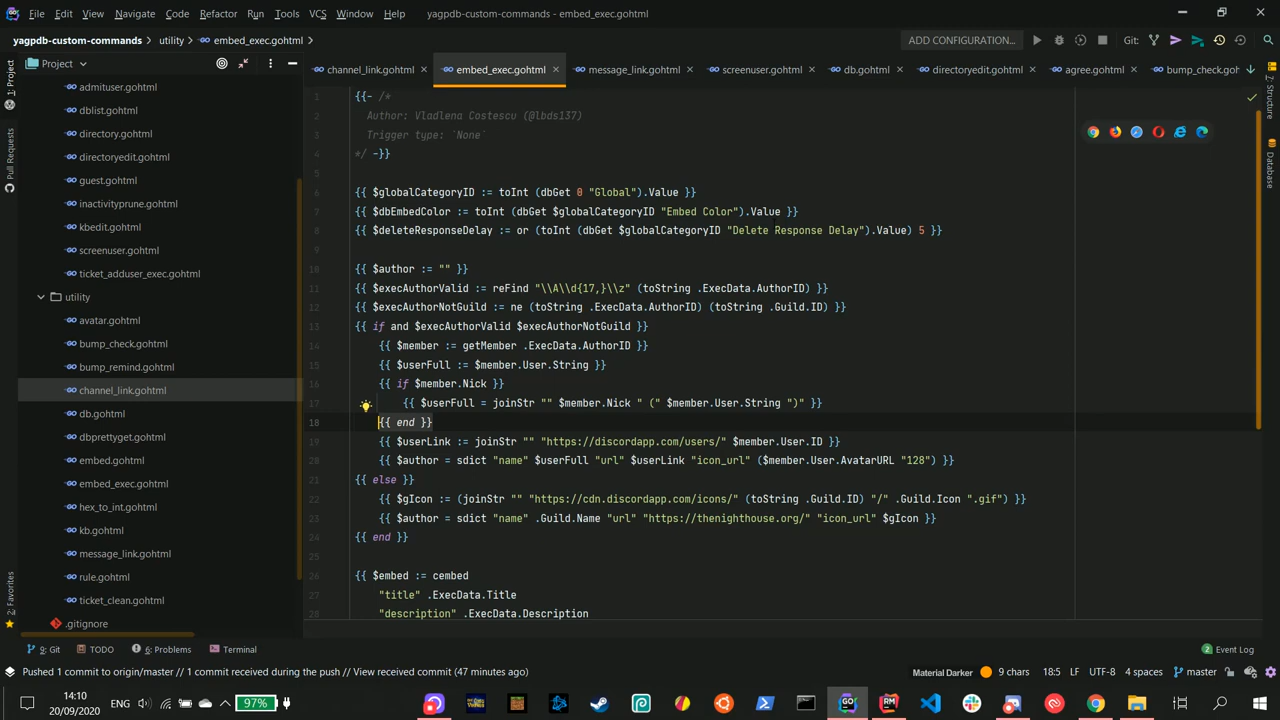 File Edit View Navigate Code Refactor Run Tools VCS Window Help yagpdb-custom-commands - embed_exec.gohtml
yagpdb-custom-commands utility embed_exec.gohtml ADD CONFIGURATION... Git:
Project
channel_link.gohtml embed_exec.gohtml message_link.gohtml screenuser.gohtml db.gohtml directoryedit.gohtml agree.gohtml bump_check.go
1: Project
Pull Requests
2: Favorites
7: Structure
Database
admituser.gohtml
dblist.gohtml
directory.gohtml
directoryedit.gohtml
guest.gohtml
inactivityprune.gohtml
kbedit.gohtml
screenuser.gohtml
ticket_adduser_exec.gohtml
utility
avatar.gohtml
bump_check.gohtml
bump_remind.gohtml
channel_link.gohtml
db.gohtml
dbprettyget.gohtml
embed.gohtml
embed_exec.gohtml
hex_to_int.gohtml
kb.gohtml
message_link.gohtml
rule.gohtml
ticket_clean.gohtml
.gitignore
1 {{- /*
2 Author: Vladlena Costescu (@lbds137)
3 Trigger type: `None`
4 */ -}}
5
6 {{ $globalCategoryID := toInt (dbGet 0 "Global").Value }}
7 {{ $dbEmbedColor := toInt (dbGet $globalCategoryID "Embed Color").Value }}
8 {{ $deleteResponseDelay := or (toInt (dbGet $globalCategoryID "Delete Response Delay").Value) 5 }}
9
10 {{ $author := "" }}
11 {{ $execAuthorValid := reFind "\\A\\d{17,}\\z" (toString .ExecData.AuthorID) }}
12 {{ $execAuthorNotGuild := ne (toString .ExecData.AuthorID) (toString .Guild.ID) }}
13 {{ if and $execAuthorValid $execAuthorNotGuild }}
14 {{ $member := getMember .ExecData.AuthorID }}
15 {{ $userFull := $member.User.String }}
16 {{ if $member.Nick }}
17 {{ $userFull = joinStr "" $member.Nick " (" $member.User.String ")" }}
18 {{ end }}
19 {{ $userLink := joinStr "" "https://discordapp.com/users/" $member.User.ID }}
20 {{ $author = sdict "name" $userFull "url" $userLink "icon_url" ($member.User.AvatarURL "128") }}
21 {{ else }}
22 {{ $gIcon := (joinStr "" "https://cdn.discordapp.com/icons/" (toString .Guild.ID) "/" .Guild.Icon ".gif") }}
23 {{ $author = sdict "name" .Guild.Name "url" "https://thenighthouse.org/" "icon_url" $gIcon }}
24 {{ end }}
25
26 {{ $embed := cembed
27 "title" .ExecData.Title
28 "description" .ExecData.Description
9: Git TODO 6: Problems Terminal 2 Event Log
Pushed 1 commit to origin/master // 1 commit received during the push // View received commit (47 minutes ago) Material Darker 9 chars 18:5 LF UTF-8 4 spaces master
14:10
20/09/2020
ENG 97%